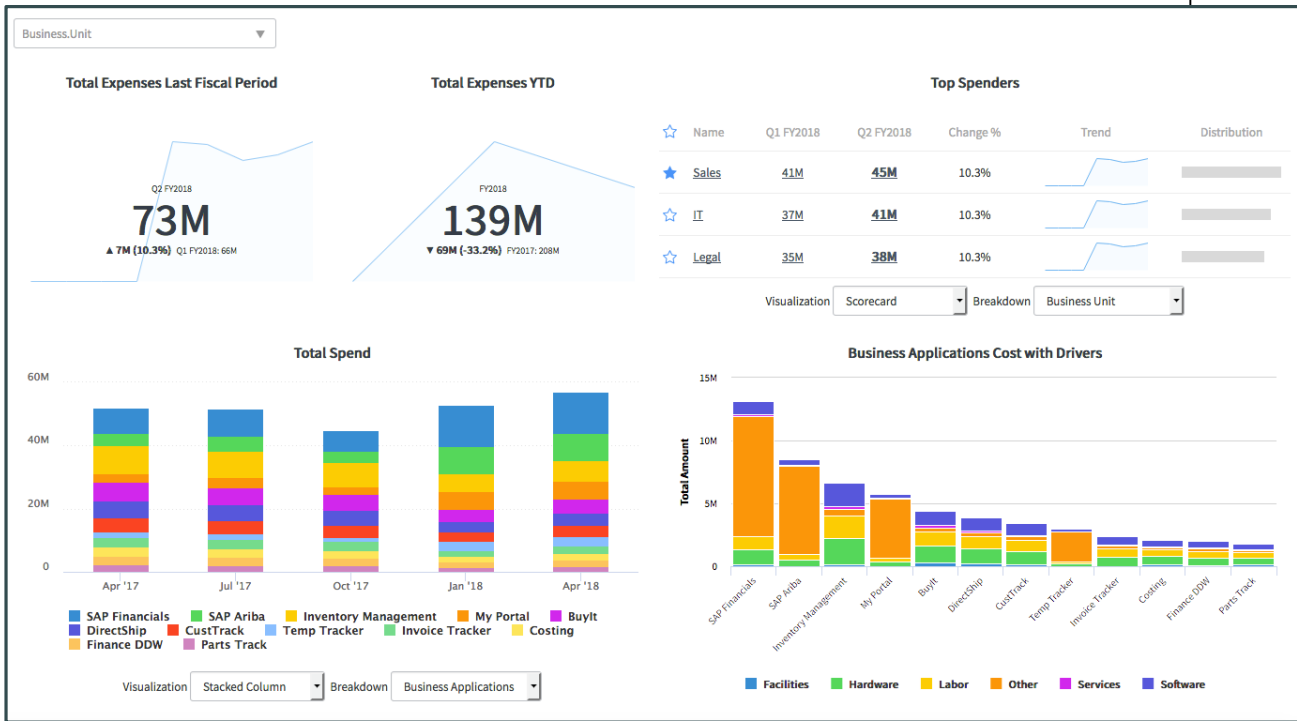 Business.Unit ▼
Total Expenses Last Fiscal Period
Q2 FY2018
73M
▲ 7M (10.3%) Q1 FY2018: 66M
Total Expenses YTD
FY2018
139M
▼ 69M (-33.2%) FY2017: 208M
Top Spenders
Name Q1 FY2018 Q2 FY2018 Change % Trend Distribution
Sales 41M 45M 10.3%
IT 37M 41M 10.3%
Legal 35M 38M 10.3%
Visualization Scorecard Breakdown Business Unit
Total Spend
60M
40M
20M
0
Apr '17 Jul '17 Oct '17 Jan '18 Apr '18
SAP Financials SAP Ariba Inventory Management My Portal BuyIt
DirectShip CustTrack Temp Tracker Invoice Tracker Costing
Finance DDW Parts Track
Visualization Stacked Column Breakdown Business Applications
Business Applications Cost with Drivers
15M
10M
5M
0
Total Amount
SAP Financials
SAP Ariba
Inventory Management
My Portal
BuyIt
DirectShip
CustTrack
Temp Tracker
Invoice Tracker
Costing
Finance DDW
Parts Track
Facilities Hardware Labor Other Services Software